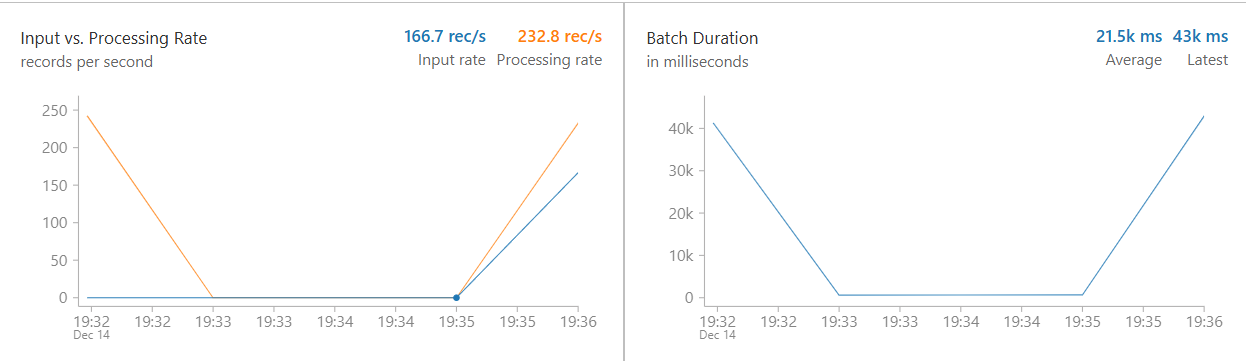 Input vs. Processing Rate
records per second
166.7 rec/s 232.8 rec/s
Input rate Processing rate
250
200
150
100
50
0
19:32 19:32 19:33 19:33 19:34 19:34 19:35 19:35 19:36
Dec 14
Batch Duration
in milliseconds
21.5k ms 43k ms
Average Latest
40k
30k
20k
10k
0
19:32 19:32 19:33 19:33 19:34 19:34 19:35 19:35 19:36
Dec 14